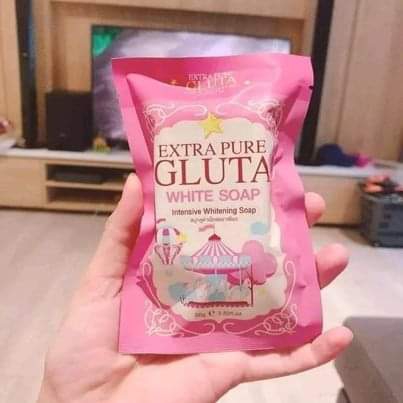 EXTRA PURE
GLUTA
EXTRA PURE
GLUTA
WHITE SOAP
Intensive Whitening Soap